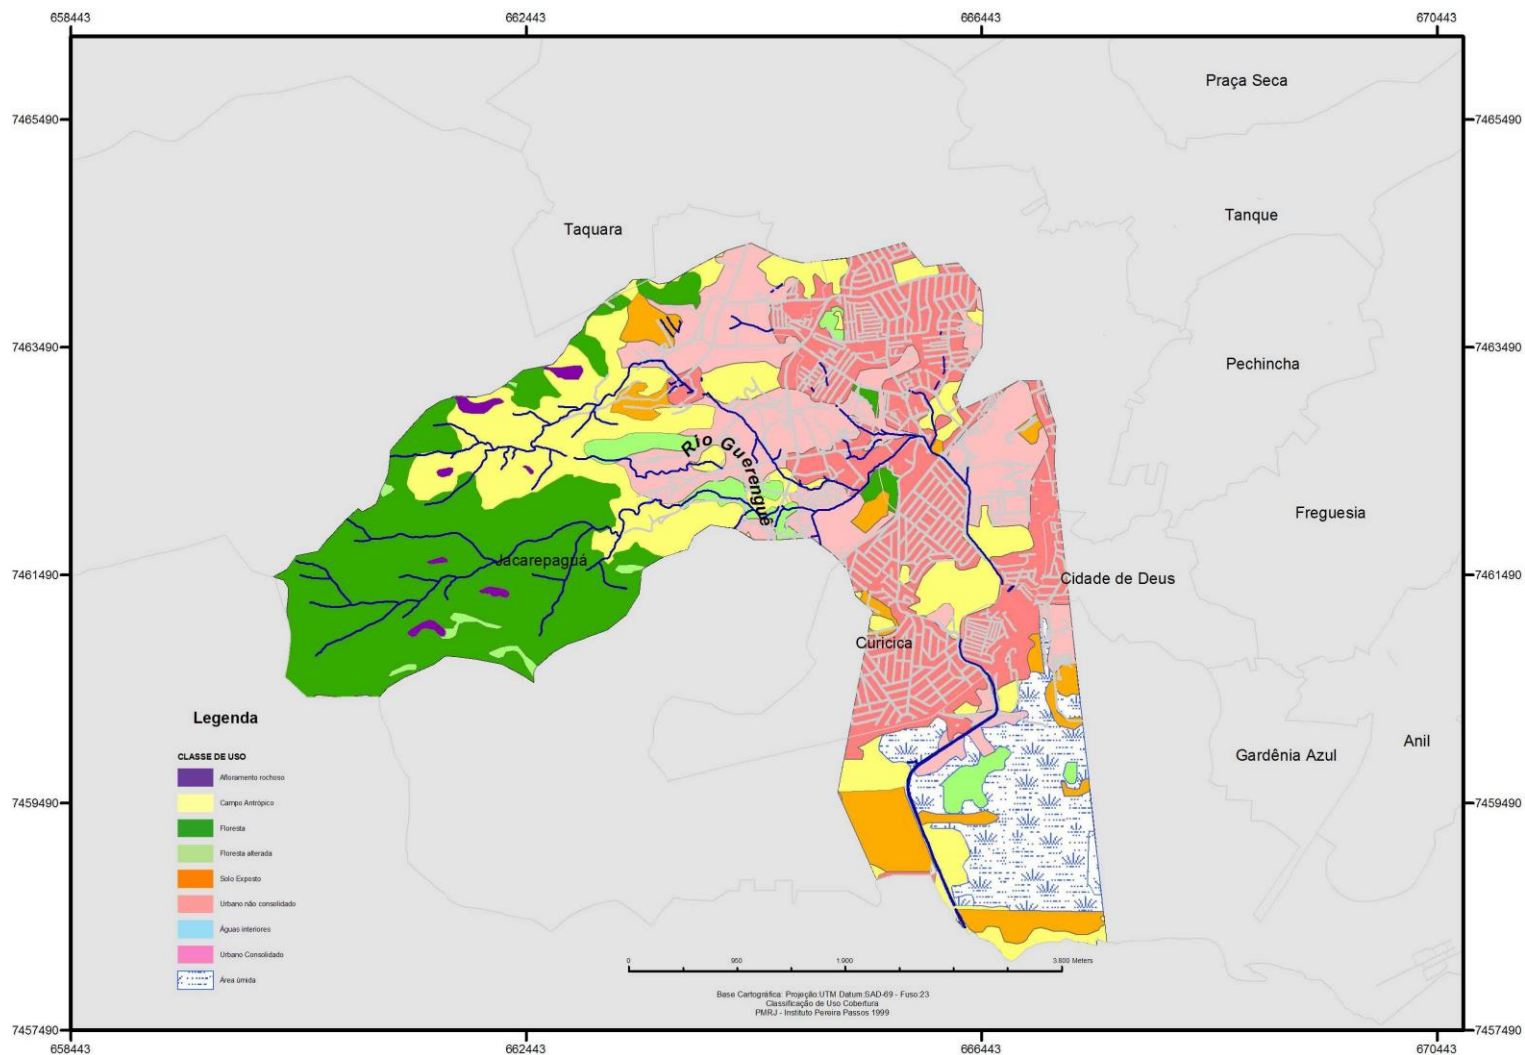 658443
662443
666443
670443
7465490
7465490
Praça Seca
Taquara
Tanque
7463490
7463490
Pechincha
Rio Guerenguê
Freguesia
7461490
Jacarepaguá
7461490
Cidade de Deus
Curicica
Legenda
Anil
Gardênia Azul
CLASSE DE USO
Afloramento rochoso
7459490
Campo Antrópico
7459490
Floresta
Floresta alterada
Solo Exposto
Urbano não consolidado
Águas interiores
Urbano Consolidado
0 950 1.900 3.800 Meters
Área úmida
Base Cartográfica: Projeção:UTM Datum:SAD-69 - Fuso:23
Classificação de Uso Cobertura
PMRJ - Instituto Pereira Passos 1999
7457490
7457490
658443
662443
666443
670443